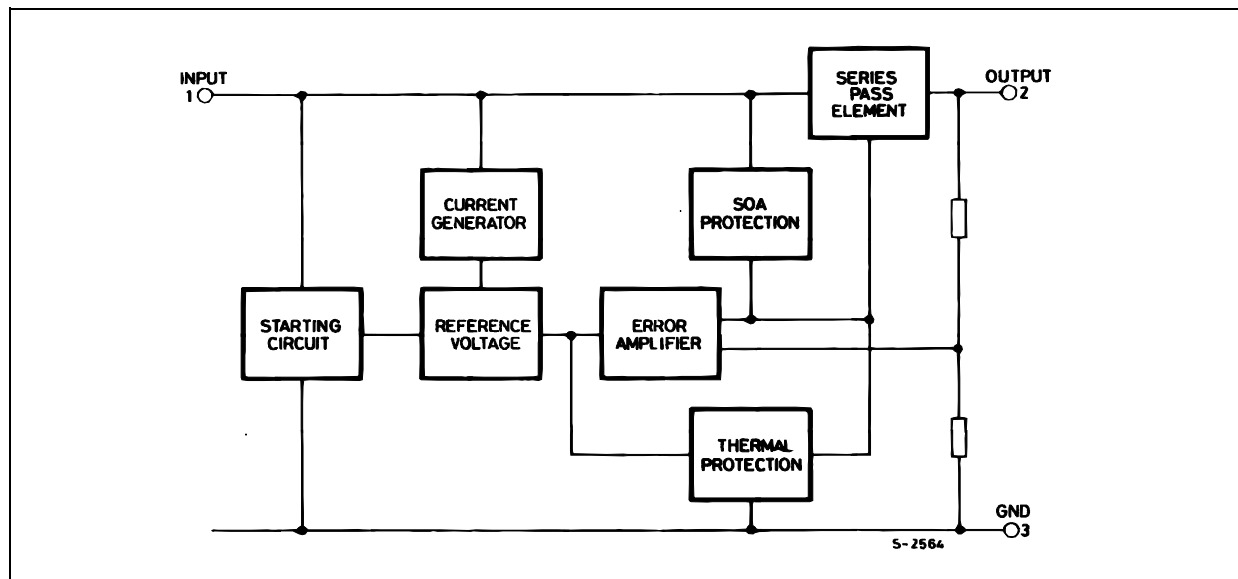 INPUT
1
SERIES
PASS
ELEMENT
OUTPUT
2
CURRENT
GENERATOR
SOA
PROTECTION
STARTING
CIRCUIT
REFERENCE
VOLTAGE
ERROR
AMPLIFIER
THERMAL
PROTECTION
GND
3
S-2564